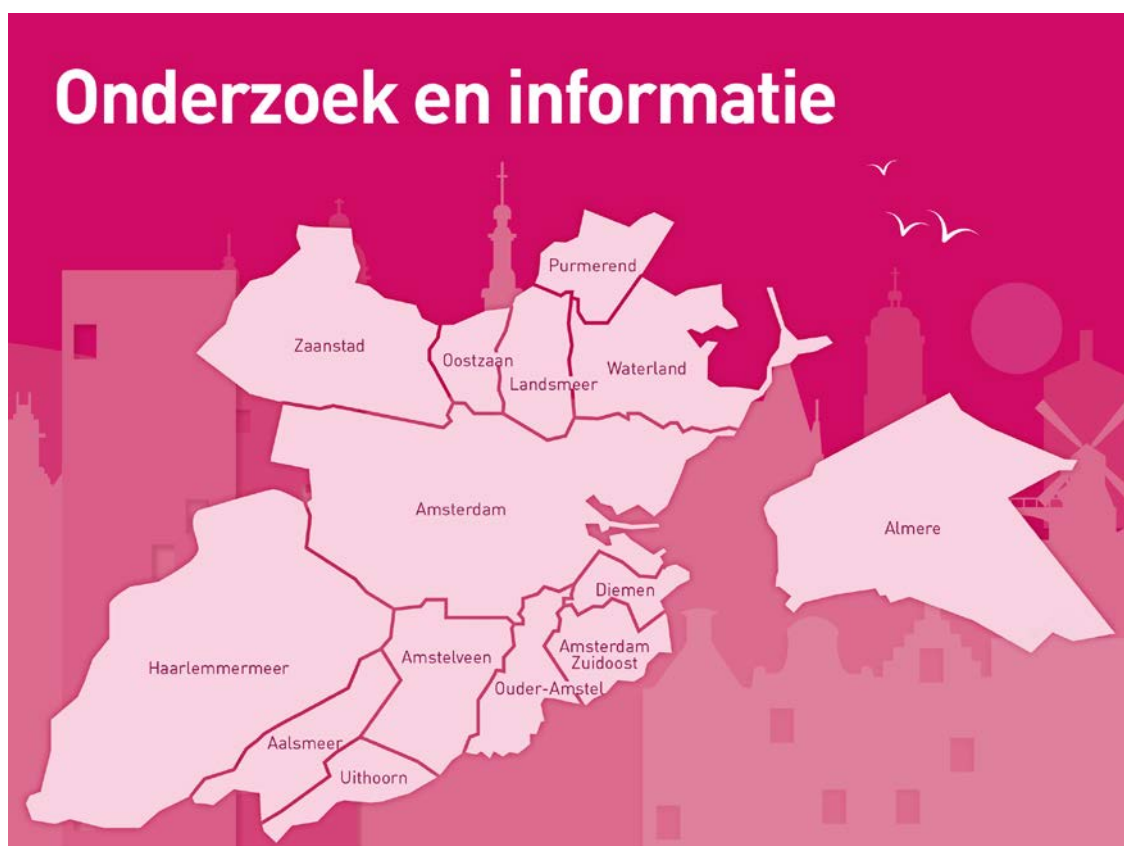 Onderzoek en informatie
Purmerend
Zaanstad
Oostzaan
Landsmeer
Waterland
Amsterdam
Almere
Diemen
Haarlemmermeer
Amstelveen
Amsterdam
Zuidoost
Ouder-Amstel
Aalsmeer
Uithoorn